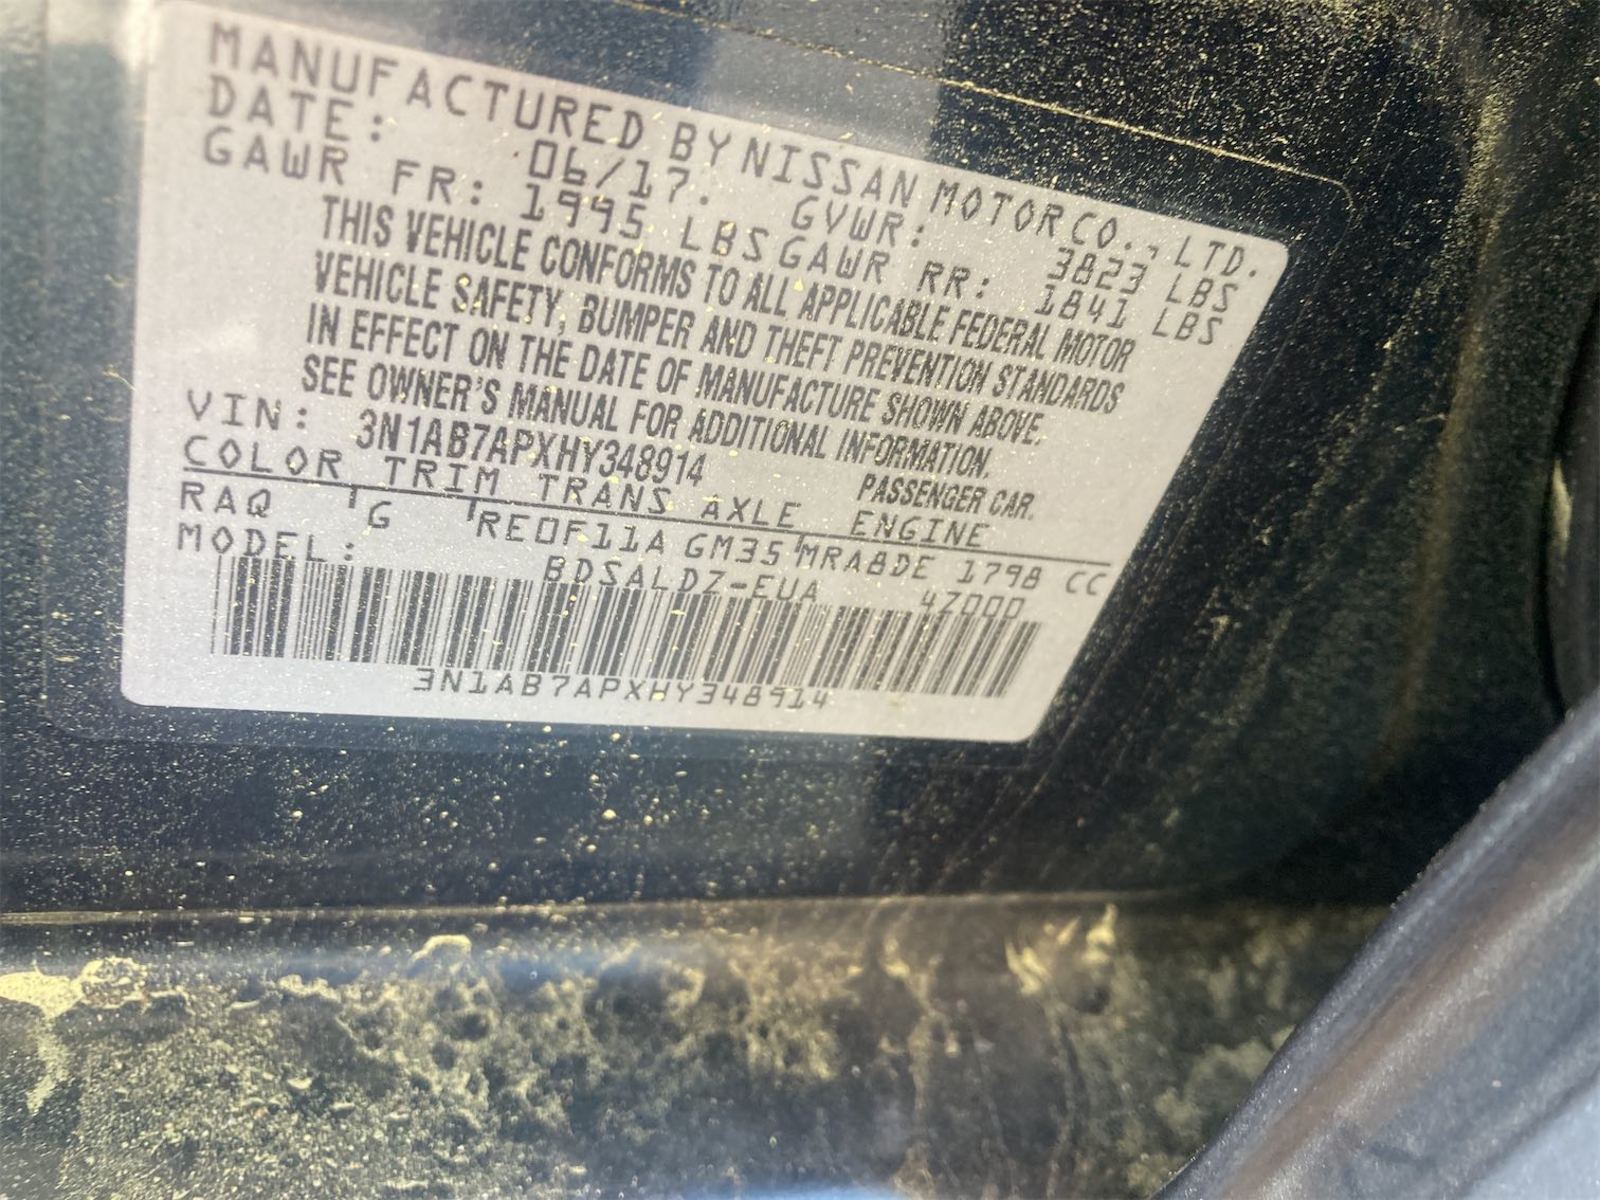 MANUFACTURED BY NISSAN MOTOR CO., LTD.
DATE: 06/17. GVWR: 3823 LBS
GAWR FR: 1995 LBS GAWR RR: 1841 LBS
THIS VEHICLE CONFORMS TO ALL APPLICABLE FEDERAL MOTOR
VEHICLE SAFETY, BUMPER AND THEFT PREVENTION STANDARDS
IN EFFECT ON THE DATE OF MANUFACTURE SHOWN ABOVE.
SEE OWNER'S MANUAL FOR ADDITIONAL INFORMATION.
VIN: 3N1AB7APXHY348914 PASSENGER CAR.
COLOR TRIM TRANS AXLE ENGINE
RAQ G RE0F11A GM35 MRA8DE 1798 CC
MODEL: BDSALDZ-EUA 4Z000
3N1AB7APXHY348914